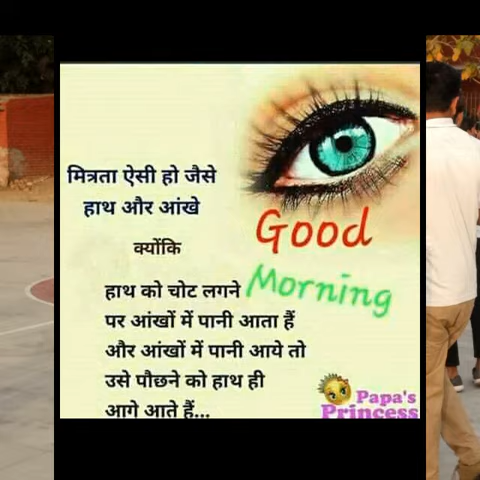 मित्रता ऐसी हो जैसे
हाथ और आंखे
क्योंकि
Good
Morning
हाथ को चोट लगने
पर आंखों में पानी आता हैं
और आंखों में पानी आये तो
उसे पौछने को हाथ ही
आगे आते हैं...
Papa's
Princess